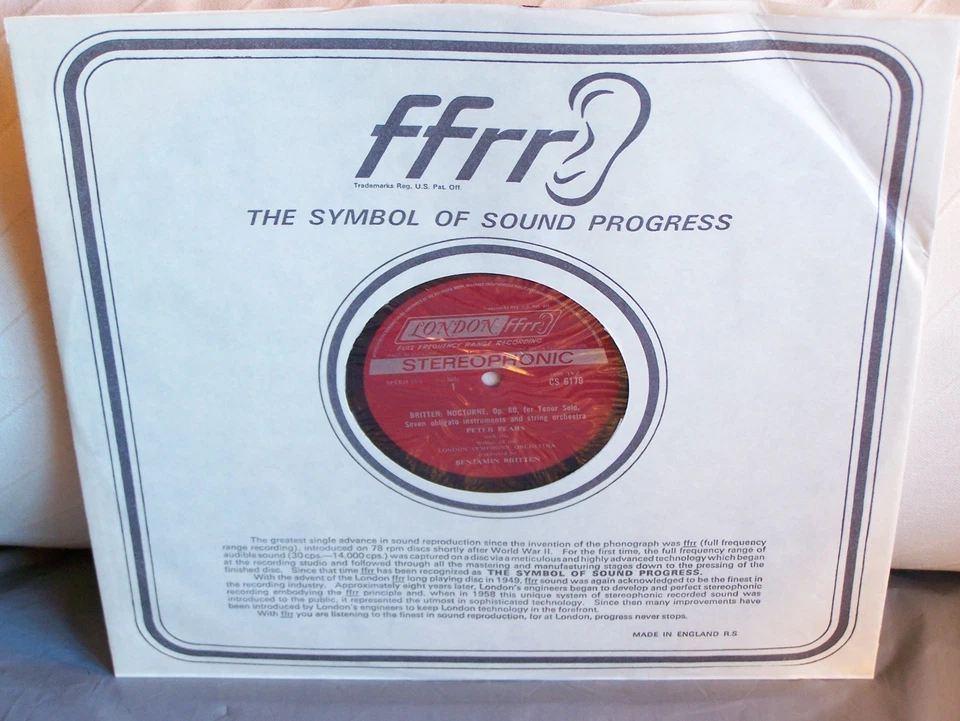 ffrr
Trademarks Reg. U.S. Pat. Off.
THE SYMBOL OF SOUND PROGRESS
LONDON ffrr
FULL FREQUENCY RANGE RECORDING
STEREOPHONIC
SPEED
Side
1
CS 6179
BRITTEN: NOCTURNE, Op. 60, for Tenor Solo,
Seven obligato instruments and string orchestra
PETER PEARS
LONDON SYMPHONY ORCHESTRA
BENJAMIN BRITTEN
The greatest single advance in sound reproduction since the invention of the phonograph was ffrr (full frequency
range recording), introduced on 78 rpm discs shortly after World War II. For the first time, the full frequency range of
audible sound (30 cps.—14,000 cps.) was captured on a disc via a meticulous and highly advanced technology which began
at the recording studio and followed through all the mastering and manufacturing stages down to the pressing of the
finished disc. Since that time ffrr has been recognized as THE SYMBOL OF SOUND PROGRESS.
With the advent of the London ffrr long playing disc in 1949, ffrr sound was again acknowledged to be the finest in
the recording industry. Approximately eight years later, London's engineers began to develop and perfect stereophonic
recording embodying the ffrr principle and, when in 1958 this unique system of stereophonic recorded sound was
introduced to the public, it represented the utmost in sophisticated technology. Since then many improvements have
been introduced by London's engineers to keep London technology in the forefront.
With ffrr you are listening to the finest in sound reproduction, for at London, progress never stops.
MADE IN ENGLAND R.S